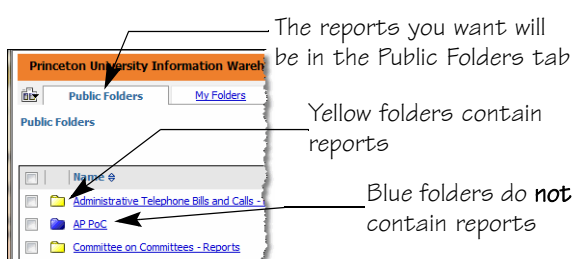 The reports you want will
be in the Public Folders tab
Princeton University Information Wareh
Public Folders
My Folders
Public Folders
Yellow folders contain
reports
Name
Administrative Telephone Bills and Calls -
AP PoC
Blue folders do not
contain reports
Committee on Committees - Reports